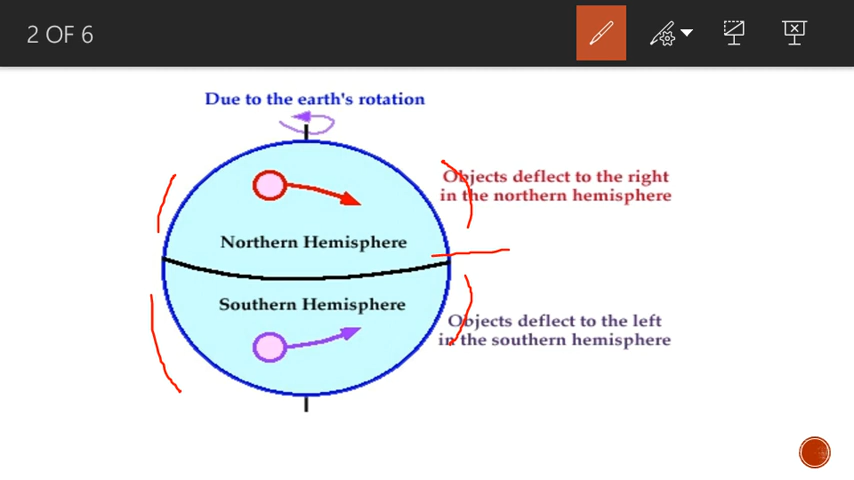 2 OF 6
Due to the earth's rotation
Objects deflect to the right
in the northern hemisphere
Northern Hemisphere
Southern Hemisphere
Objects deflect to the left
in the southern hemisphere